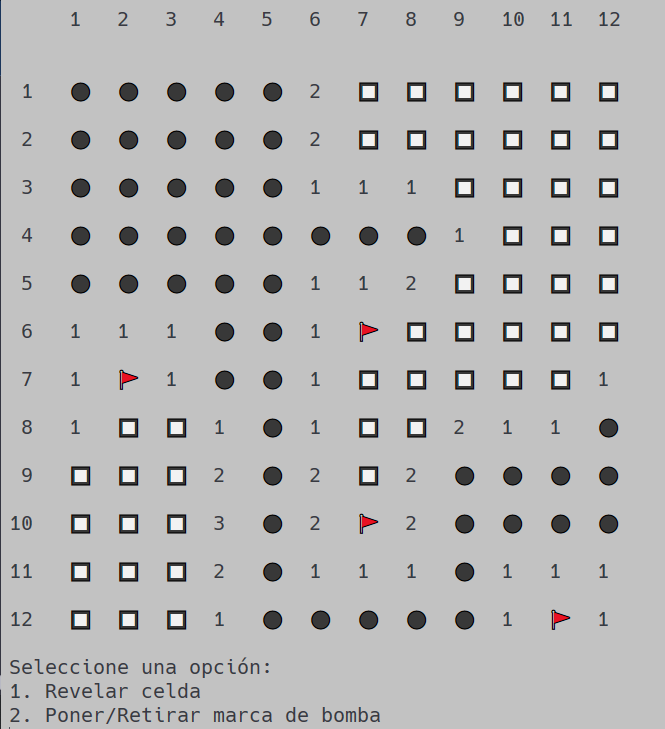 1 2 3 4 5 6 7 8 9 10 11 12
1 2
2 2
3 1 1 1
4 1
5 1 1 2
6 1 1 1 1
7 1 1 1 1
8 1 1 1 2 1 1
9 2 2 2
10 3 2 2
11 2 1 1 1 1 1 1
12 1 1 1
Seleccione una opción:
1. Revelar celda
2. Poner/Retirar marca de bomba